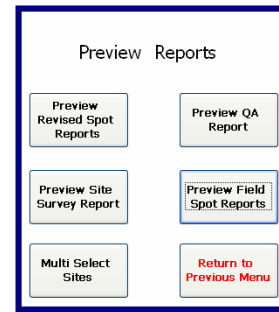 Preview Reports
Preview
Revised Spot
Reports
Preview QA
Report
Preview Site
Survey Report
Preview Field
Spot Reports
Multi Select
Sites
Return to
Previous Menu